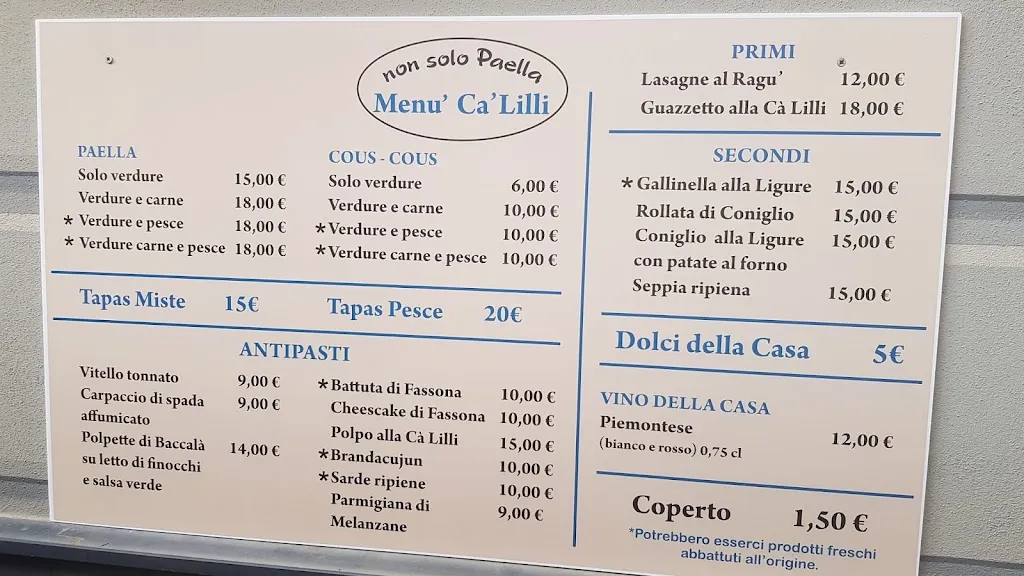 non solo Paella
Menu' Ca'Lilli
PAELLA
Solo verdure 15,00 €
Verdure e carne 18,00 €
* Verdure e pesce 18,00 €
* Verdure carne e pesce 18,00 €
COUS - COUS
Solo verdure 6,00 €
Verdure e carne 10,00 €
* Verdure e pesce 10,00 €
* Verdure carne e pesce 10,00 €
Tapas Miste 15€
Tapas Pesce 20€
ANTIPASTI
Vitello tonnato 9,00 €
Carpaccio di spada 9,00 €
affumicato
Polpette di Baccalà 14,00 €
su letto di finocchi
e salsa verde
* Battuta di Fassona 10,00 €
Cheescake di Fassona 10,00 €
Polpo alla Cà Lilli 15,00 €
* Brandacujun 10,00 €
* Sarde ripiene 10,00 €
Parmigiana di 9,00 €
Melanzane
PRIMI
Lasagne al Ragu' 12,00 €
Guazzetto alla Cà Lilli 18,00 €
SECONDI
* Gallinella alla Ligure 15,00 €
Rollata di Coniglio 15,00 €
Coniglio alla Ligure 15,00 €
con patate al forno
Seppia ripiena 15,00 €
Dolci della Casa 5€
VINO DELLA CASA
Piemontese 12,00 €
(bianco e rosso) 0,75 cl
Coperto 1,50 €
*Potrebbero esserci prodotti freschi
abbattuti all'origine.